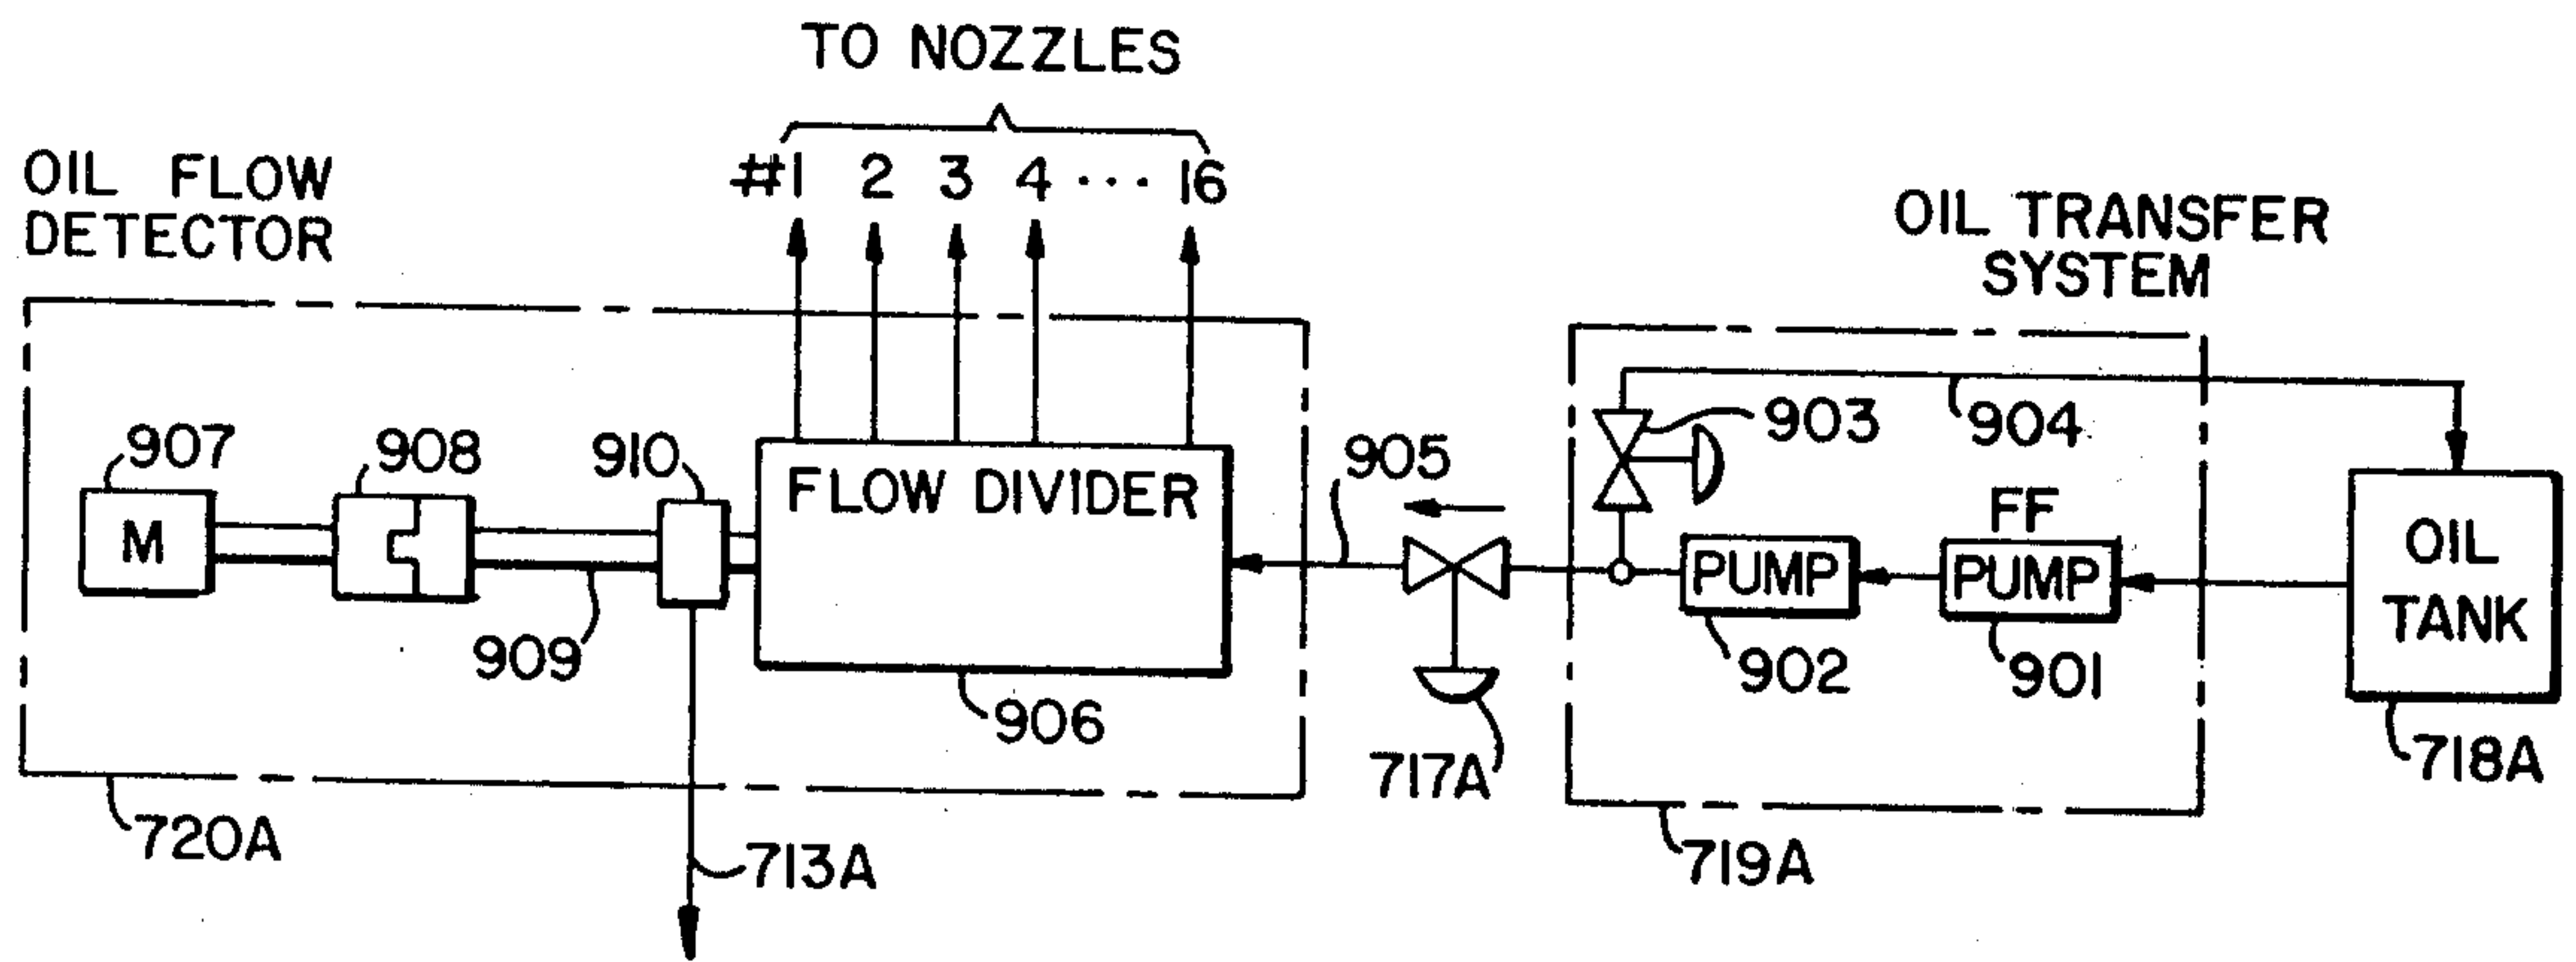 TO NOZZLES
#1 2 3 4 ... 16
OIL FLOW
DETECTOR
OIL TRANSFER
SYSTEM
907
908
910
FLOW DIVIDER
905
903
904
M
FF
PUMP
PUMP
OIL
TANK
909
906
902
901
717A
718A
720A
713A
719A